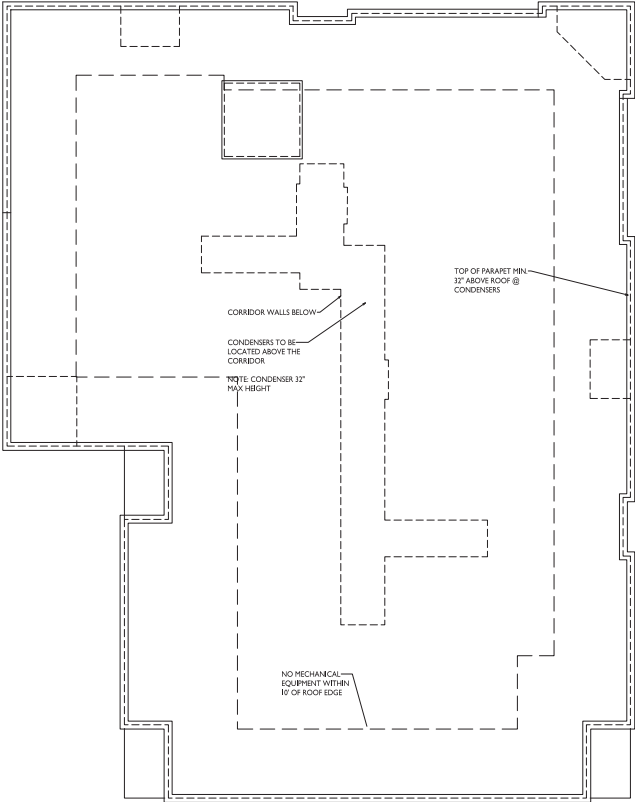 TOP OF PARAPET MIN.
32" ABOVE ROOF @
CONDENSERS
CORRIDOR WALLS BELOW
CONDENSERS TO BE
LOCATED ABOVE THE
CORRIDOR
NOTE: CONDENSER 32"
MAX HEIGHT
NO MECHANICAL
EQUIPMENT WITHIN
10' OF ROOF EDGE